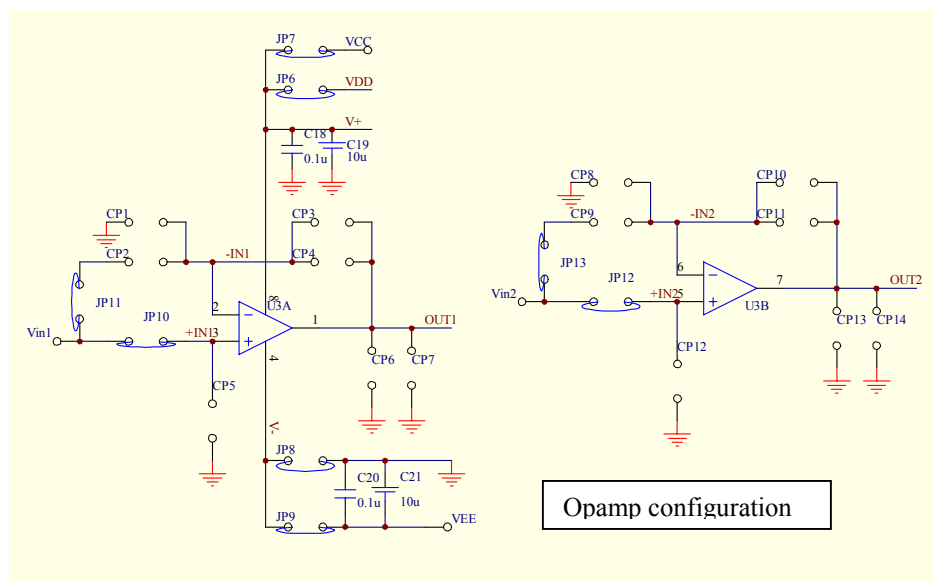 JP7
VCC
JP6
VDD
V+
C18
0.1u
C19
10u
CP1
CP2
CP3
CP4
-IN1
JP11
JP10
Vin1
+IN1
3
2
8
U3A
1
4
OUT1
CP5
CP6
CP7
V-
JP8
JP9
C20
0.1u
C21
10u
VEE
CP8
CP9
CP10
CP11
-IN2
JP13
JP12
Vin2
+IN2
5
6
7
U3B
OUT2
CP12
CP13
CP14
Opamp configuration